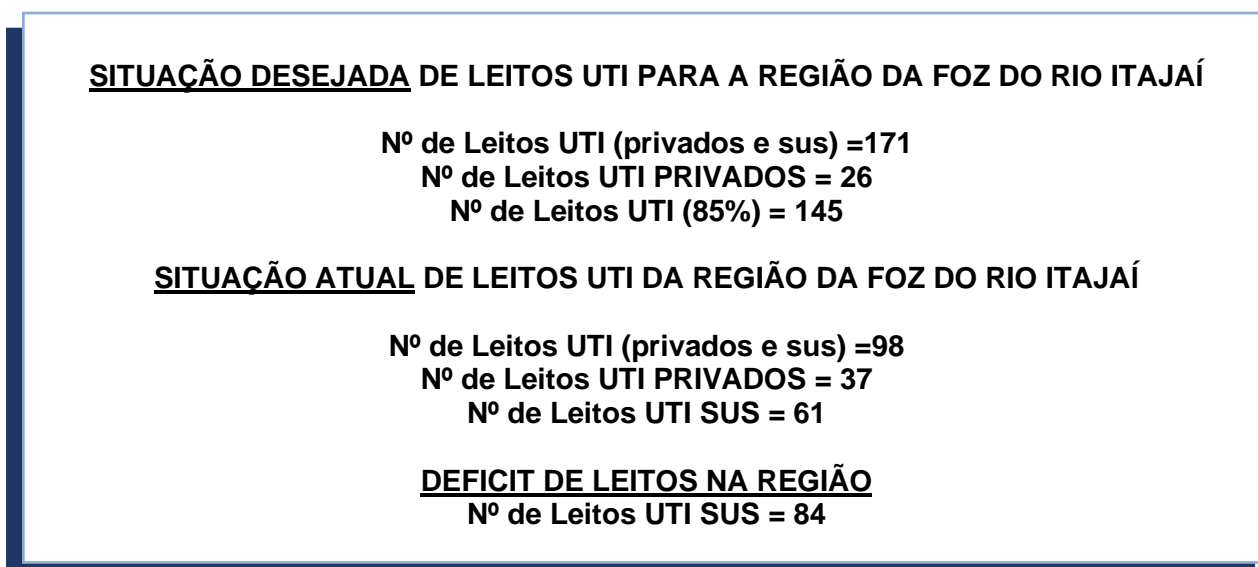 SITUAÇÃO DESEJADA DE LEITOS UTI PARA A REGIÃO DA FOZ DO RIO ITAJAÍ
Nº de Leitos UTI (privados e sus) =171
Nº de Leitos UTI PRIVADOS = 26
Nº de Leitos UTI (85%) = 145
SITUAÇÃO ATUAL DE LEITOS UTI DA REGIÃO DA FOZ DO RIO ITAJAÍ
Nº de Leitos UTI (privados e sus) =98
Nº de Leitos UTI PRIVADOS = 37
Nº de Leitos UTI SUS = 61
DEFICIT DE LEITOS NA REGIÃO
Nº de Leitos UTI SUS = 84